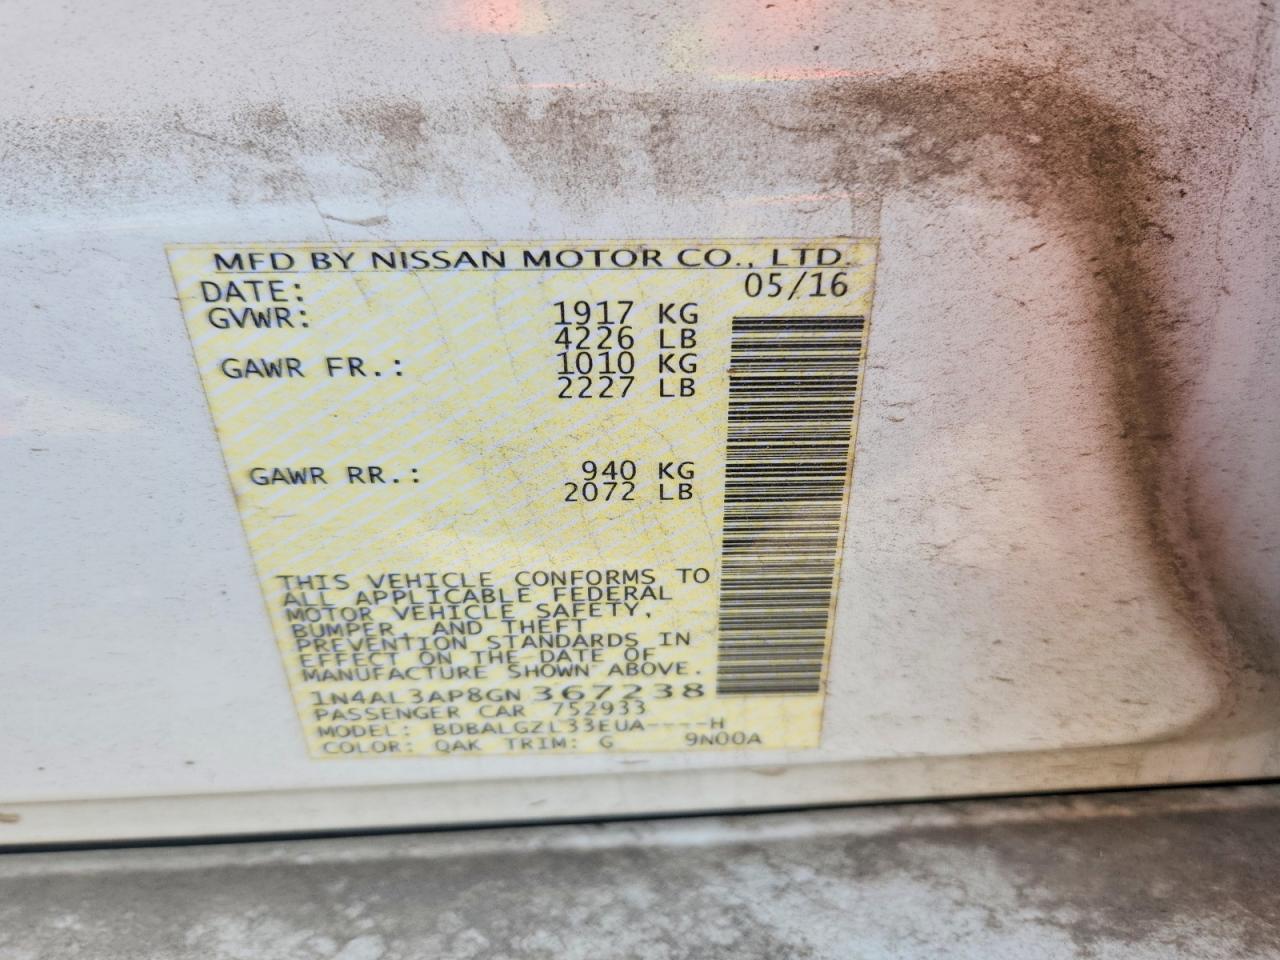 MFD BY NISSAN MOTOR CO., LTD.
DATE: 05/16
GVWR: 1917 KG
4226 LB
GAWR FR.: 1010 KG
2227 LB
GAWR RR.: 940 KG
2072 LB
THIS VEHICLE CONFORMS TO
ALL APPLICABLE FEDERAL
MOTOR VEHICLE SAFETY,
BUMPER, AND THEFT
PREVENTION STANDARDS IN
EFFECT ON THE DATE OF
MANUFACTURE SHOWN ABOVE.
1N4AL3AP8GN367238
PASSENGER CAR 752933
MODEL: BDBALGZL33EUA----H
COLOR: QAK TRIM: G 9N00A